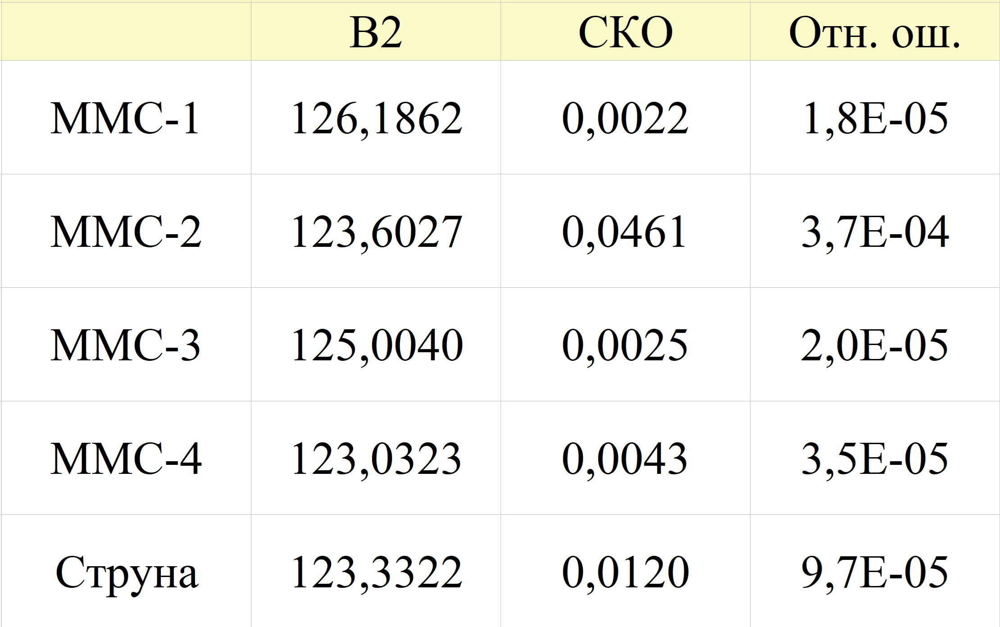 В2 СКО Отн. ош.
ММС-1 126,1862 0,0022 1,8E-05
ММС-2 123,6027 0,0461 3,7E-04
ММС-3 125,0040 0,0025 2,0E-05
ММС-4 123,0323 0,0043 3,5E-05
Струна 123,3322 0,0120 9,7E-05